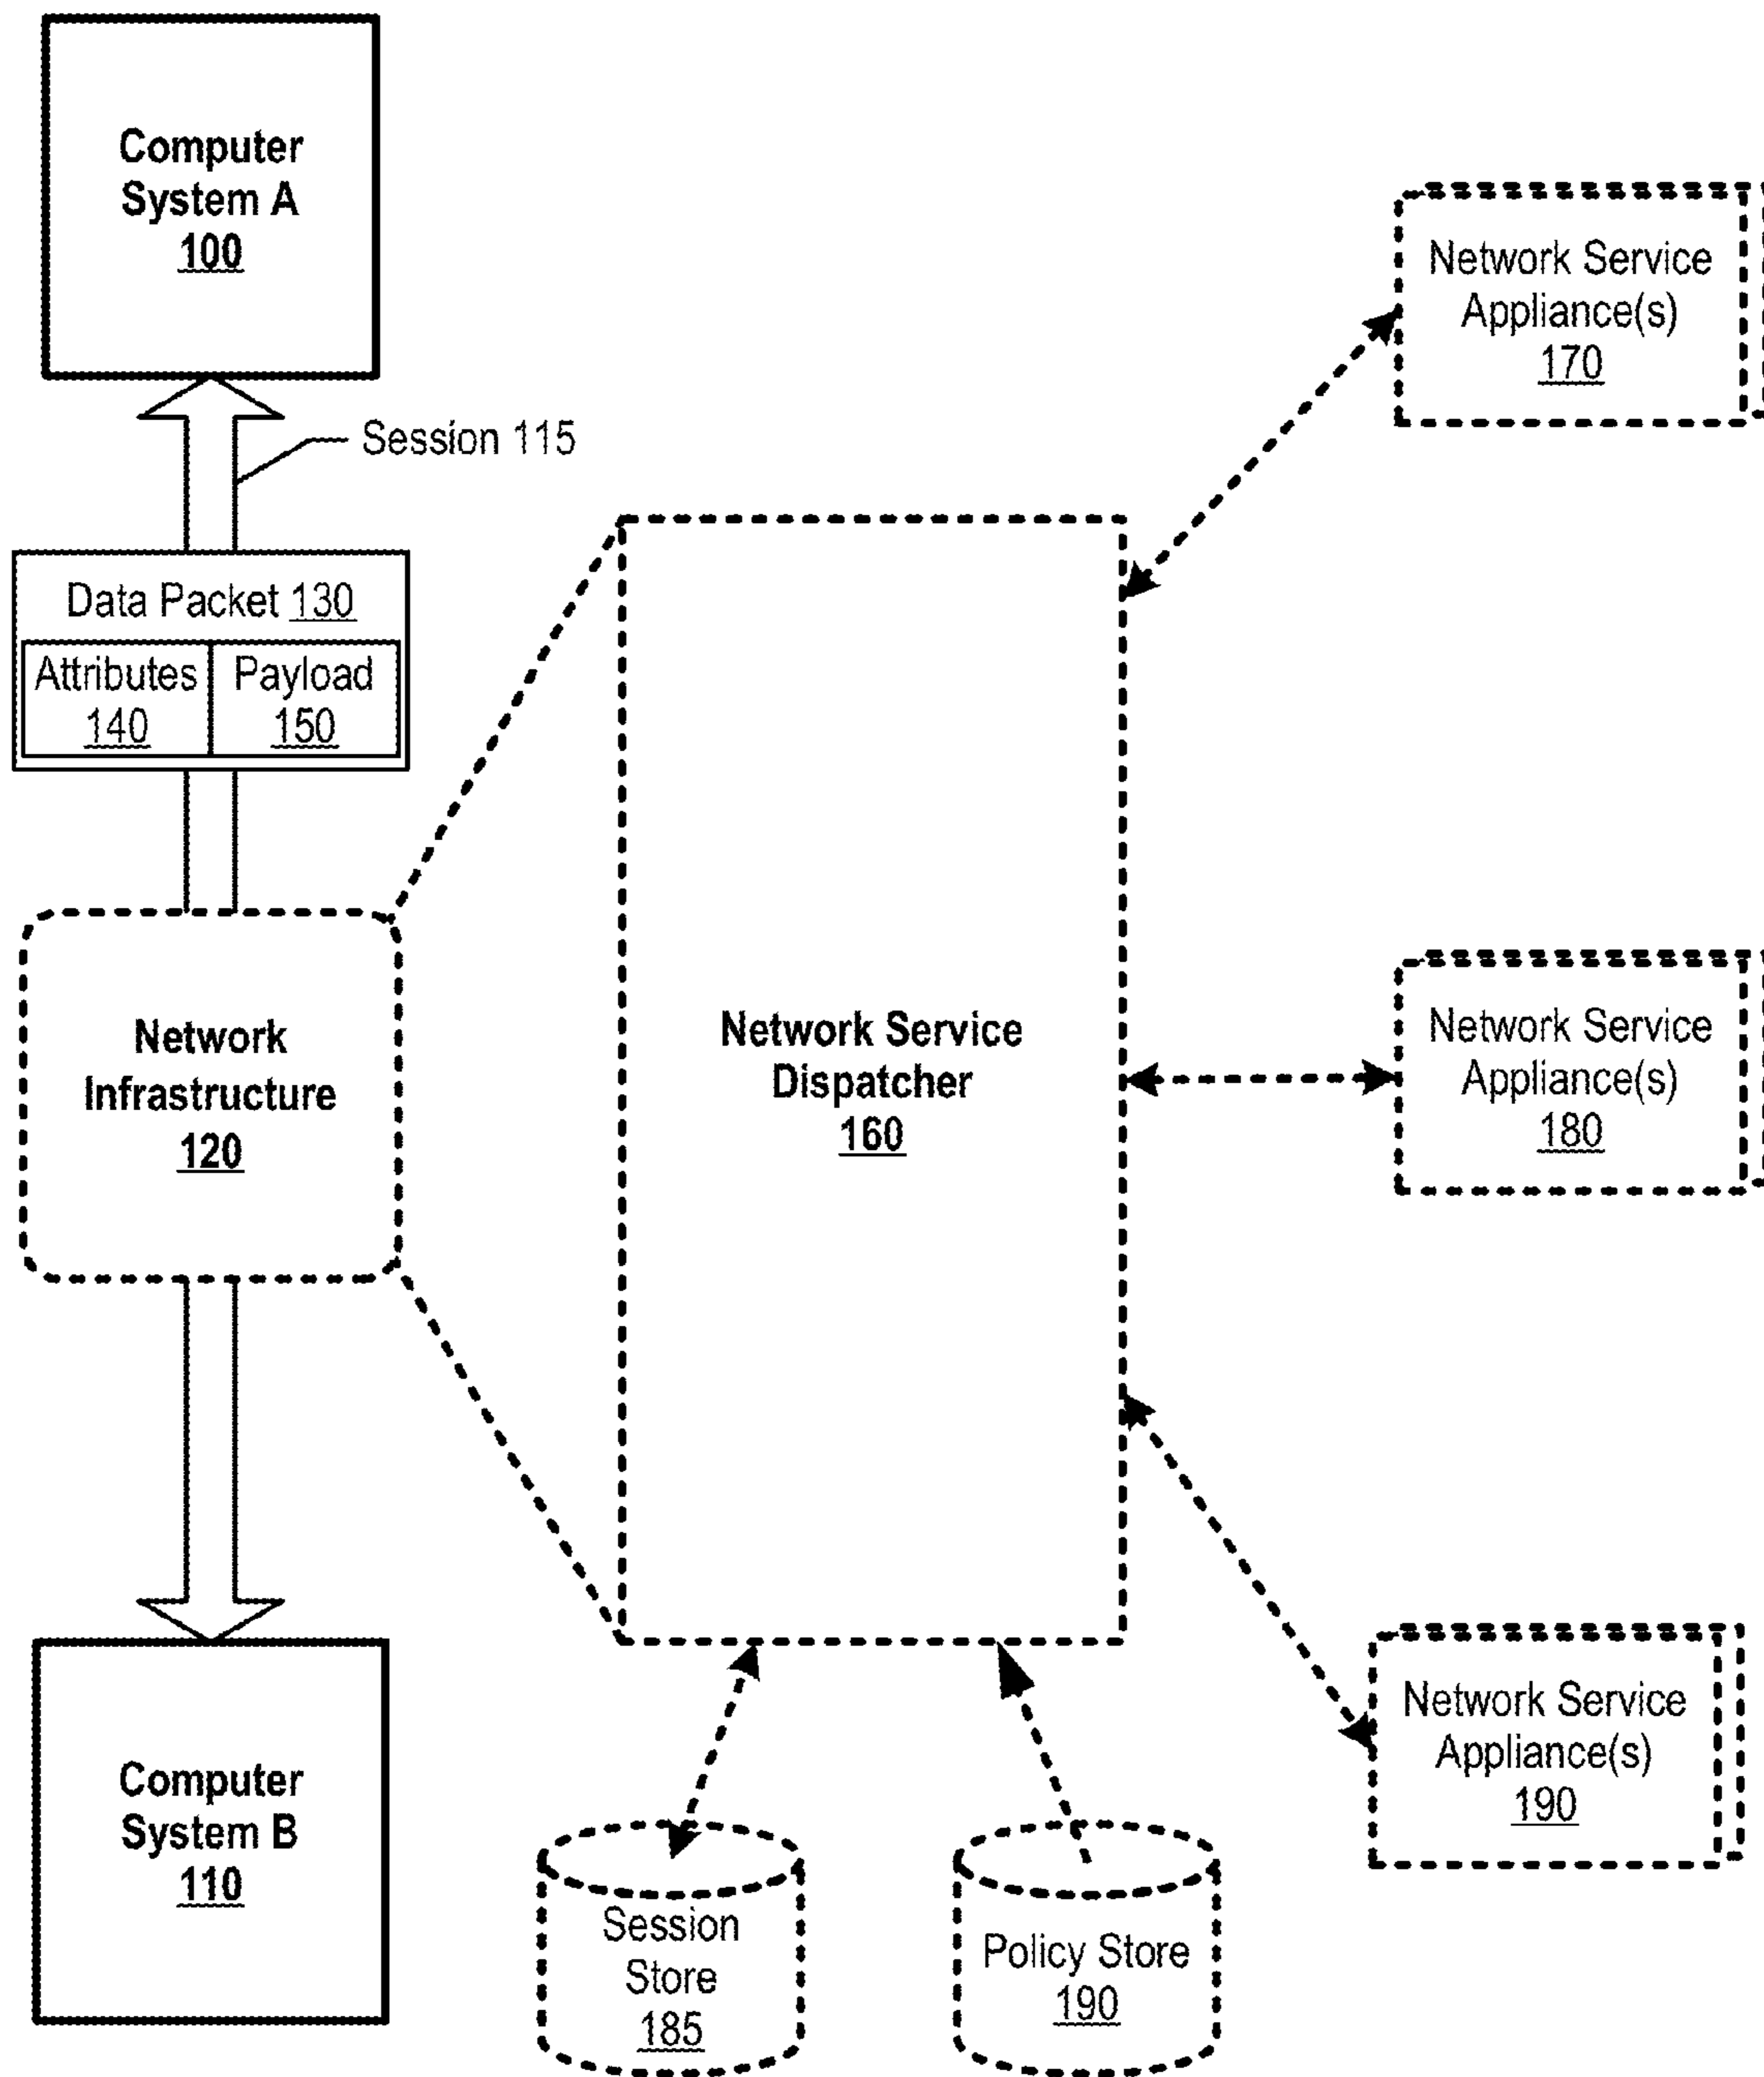 Computer
System A
100
Session 115
Data Packet 130
Attributes
140
Payload
150
Network
Infrastructure
120
Computer
System B
110
Network Service
Dispatcher
160
Network Service
Appliance(s)
170
Network Service
Appliance(s)
180
Network Service
Appliance(s)
190
Session
Store
185
Policy Store
190